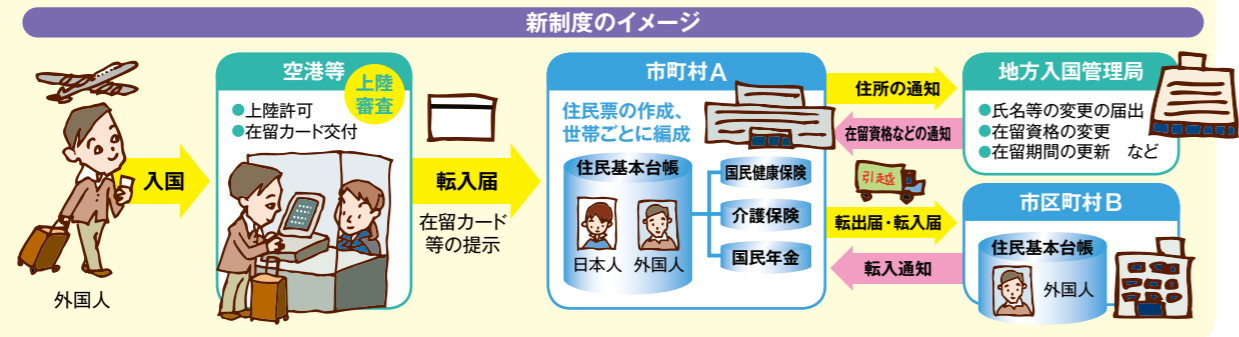 新制度のイメージ
外国人
入国
空港等
上陸
審査
●上陸許可
●在留カード交付
転入届
在留カード
等の提示
市町村A
住民票の作成、
世帯ごとに編成
住民基本台帳
日本人 外国人
国民健康保険
介護保険
国民年金
住所の通知
在留資格などの通知
引越
転出届・転入届
転入通知
地方入国管理局
●氏名等の変更の届出
●在留資格の変更
●在留期間の更新 など
市区町村B
住民基本台帳
外国人